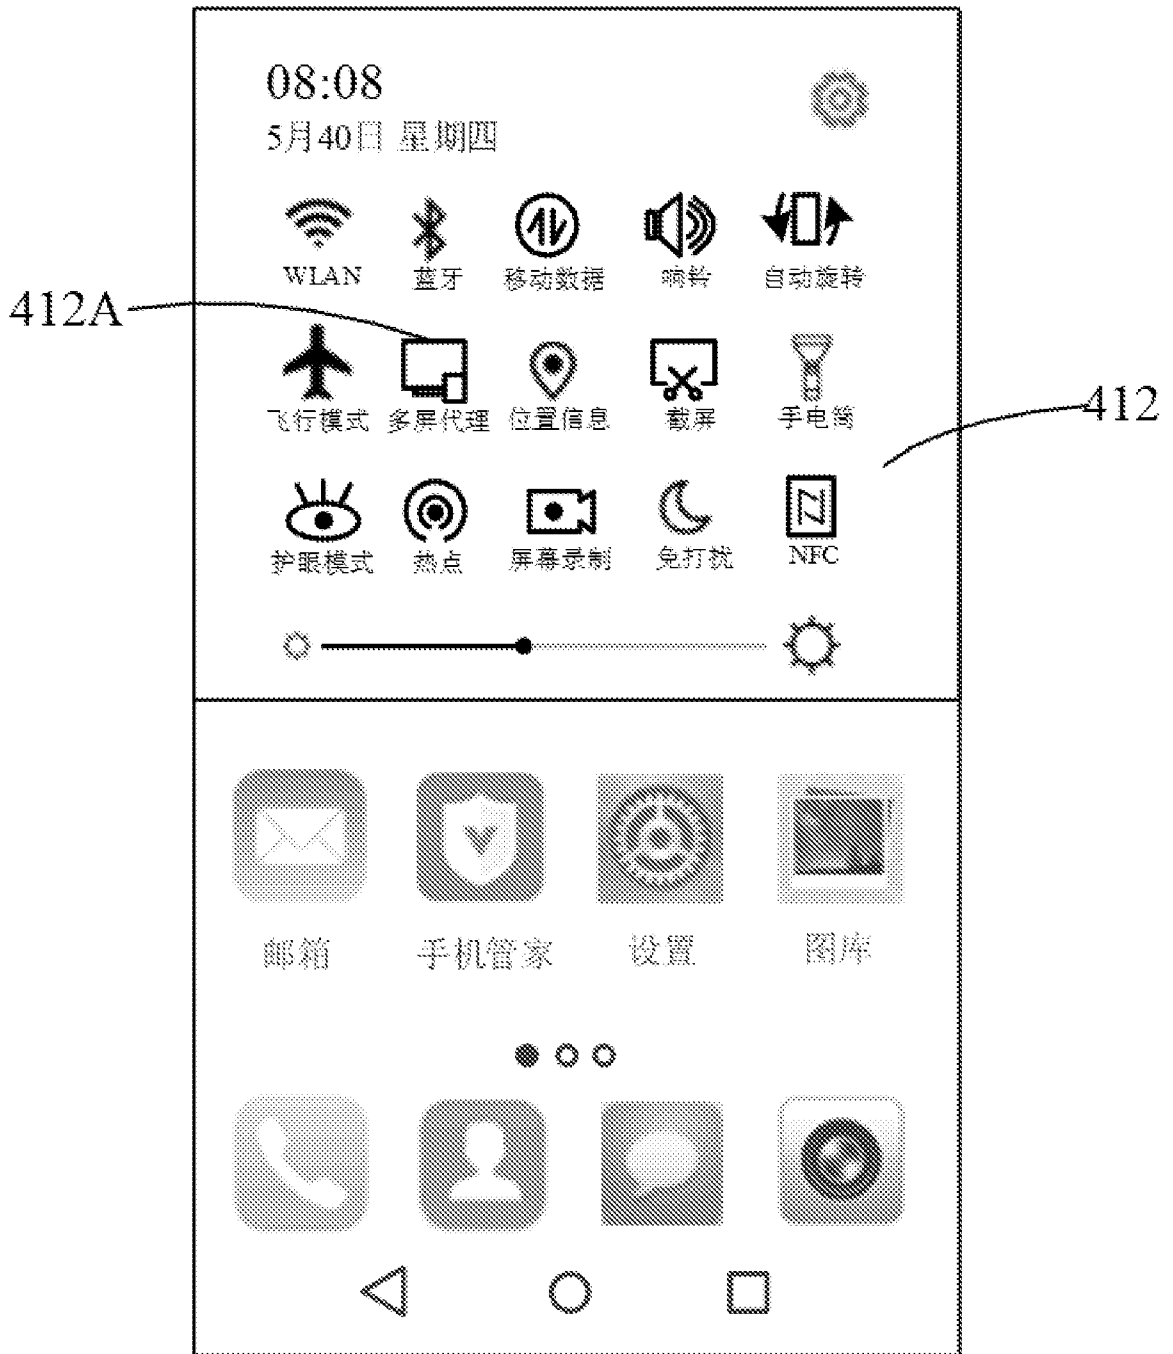 08:08
5月40日 星期四
WLAN 蓝牙 移动数据 响铃 自动旋转
412A
飞行模式 多屏代理 位置信息 截屏 手电筒
412
护眼模式 热点 屏幕录制 免打扰 NFC
邮箱 手机管家 设置 图库